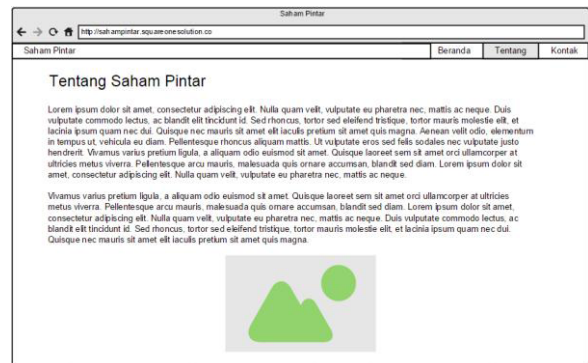 Saham Pintar
http://sahampintar.squareonesolution.co
Saham Pintar Beranda Tentang Kontak
Tentang Saham Pintar
Lorem ipsum dolor sit amet, consectetur adipiscing elit. Nulla quam velit, vulputate eu pharetra nec, mattis ac neque. Duis
vulputate commodo lectus, ac blandit elit tincidunt id. Sed rhoncus, tortor sed eleifend tristique, tortor mauris molestie elit, et
lacinia ipsum quam nec dui. Quisque nec mauris sit amet elit iaculis pretium sit amet quis magna. Aenean velit odio, elementum
in tempus ut, vehicula eu diam. Pellentesque rhoncus aliquam mattis. Ut vulputate eros sed felis sodales nec vulputate justo
hendrerit. Vivamus varius pretium ligula, a aliquam odio euismod sit amet. Quisque laoreet sem sit amet orci ullamcorper at
ultricies metus viverra. Pellentesque arcu mauris, malesuada quis ornare accumsan, blandit sed diam. Lorem ipsum dolor sit
amet, consectetur adipiscing elit. Nulla quam velit, vulputate eu pharetra nec, mattis ac neque.
Vivamus varius pretium ligula, a aliquam odio euismod sit amet. Quisque laoreet sem sit amet orci ullamcorper at ultricies
metus viverra. Pellentesque arcu mauris, malesuada quis ornare accumsan, blandit sed diam. Lorem ipsum dolor sit amet,
consectetur adipiscing elit. Nulla quam velit, vulputate eu pharetra nec, mattis ac neque. Duis vulputate commodo lectus, ac
blandit elit tincidunt id. Sed rhoncus, tortor sed eleifend tristique, tortor mauris molestie elit, et lacinia ipsum quam nec dui.
Quisque nec mauris sit amet elit iaculis pretium sit amet quis magna.